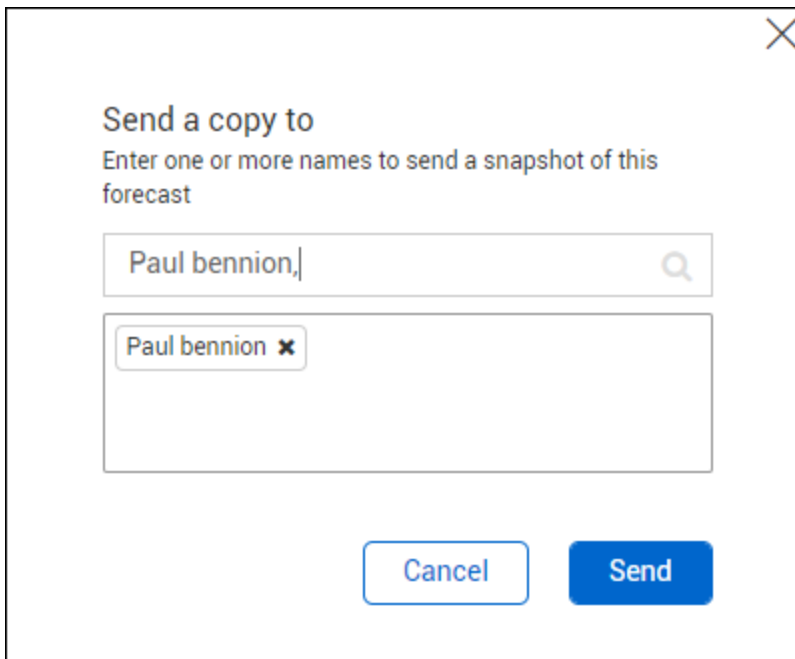 Send a copy to
Enter one or more names to send a snapshot of this
forecast
Paul bennion,
Paul bennion ✖
Cancel
Send